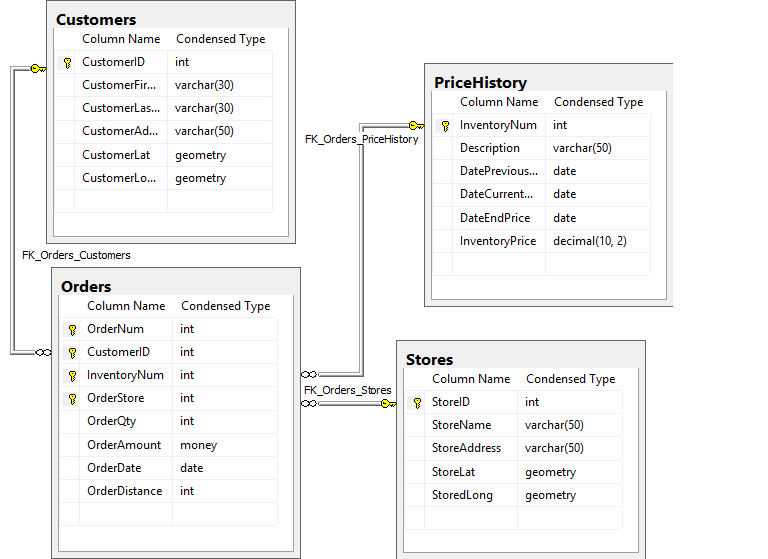 Customers
Column Name Condensed Type
CustomerID int
CustomerFir... varchar(30)
CustomerLas... varchar(30)
CustomerAd... varchar(50)
CustomerLat geometry
CustomerLo... geometry
PriceHistory
Column Name Condensed Type
InventoryNum int
Description varchar(50)
DatePrevious... date
DateCurrent... date
DateEndPrice date
InventoryPrice decimal(10, 2)
FK_Orders_PriceHistory
FK_Orders_Customers
Orders
Column Name Condensed Type
OrderNum int
CustomerID int
InventoryNum int
OrderStore int
OrderQty int
OrderAmount money
OrderDate date
OrderDistance int
FK_Orders_Stores
Stores
Column Name Condensed Type
StoreID int
StoreName varchar(50)
StoreAddress varchar(50)
StoreLat geometry
StoredLong geometry